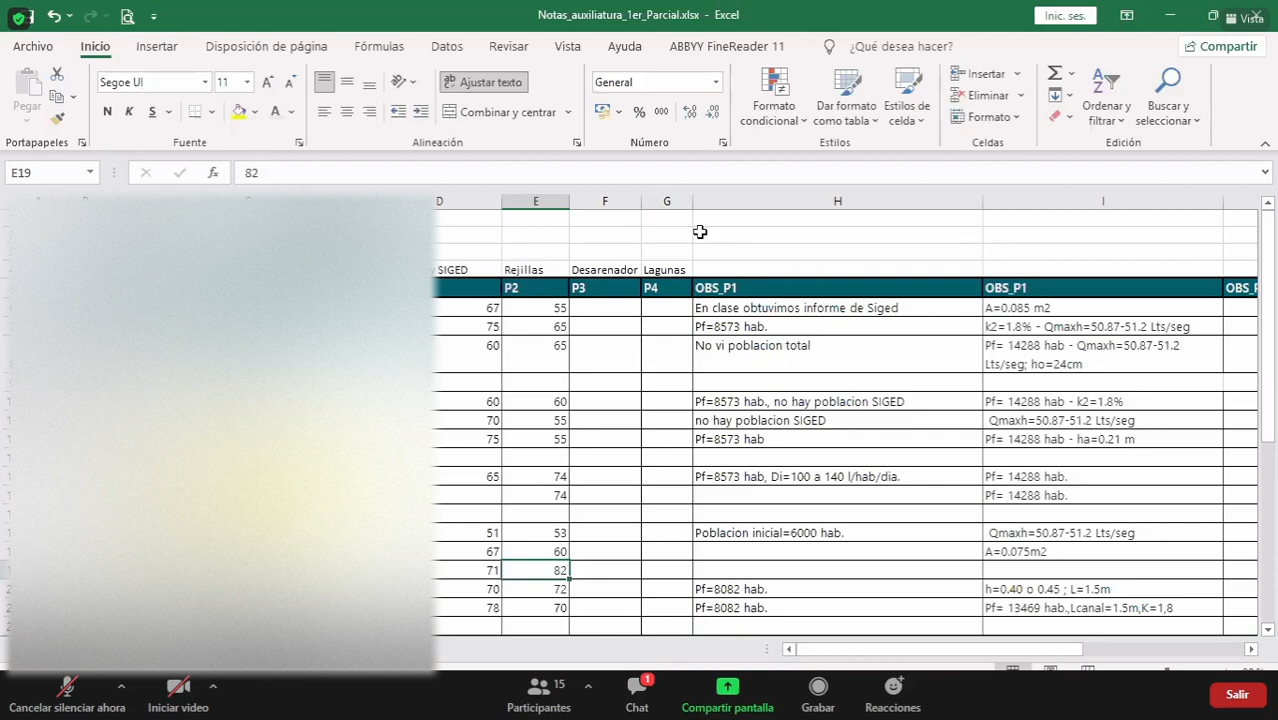 Notas_auxiliatura_1er_Parcial.xlsx - Excel
Inic. ses.
Vista
Archivo Inicio Insertar Disposición de página Fórmulas Datos Revisar Vista Ayuda ABBYY FineReader 11 ¿Qué desea hacer? Compartir
Pegar
Segoe UI 11
N K S
Ajustar texto
Combinar y centrar
General
%
Formato condicional
Dar formato como tabla
Estilos de celda
Insertar
Eliminar
Formato
Ordenar y filtrar
Buscar y seleccionar
Portapapeles Fuente Alineación Número Estilos Celdas Edición
E19 fx 82
D E F G H I
SIGED Rejillas Desarenador Lagunas
P2 P3 P4 OBS_P1 OBS_P1 OBS_P
67 55 En clase obtuvimos informe de Siged A=0.085 m2
75 65 Pf=8573 hab. k2=1.8% - Qmaxh=50.87-51.2 Lts/seg
60 65 No vi poblacion total Pf= 14288 hab - Qmaxh=50.87-51.2
Lts/seg; ho=24cm
60 60 Pf=8573 hab., no hay poblacion SIGED Pf= 14288 hab - k2=1.8%
70 55 no hay poblacion SIGED Qmaxh=50.87-51.2 Lts/seg
75 55 Pf=8573 hab Pf= 14288 hab - ha=0.21 m
65 74 Pf=8573 hab, Di=100 a 140 l/hab/dia. Pf= 14288 hab.
74 Pf= 14288 hab.
51 53 Poblacion inicial=6000 hab. Qmaxh=50.87-51.2 Lts/seg
67 60 A=0.075m2
71 82
70 72 Pf=8082 hab. h=0.40 o 0.45 ; L=1.5m
78 70 Pf=8082 hab. Pf= 13469 hab.,Lcanal=1.5m,K=1,8
15
1
Cancelar silenciar ahora Iniciar video Participantes Chat Compartir pantalla Grabar Reacciones Salir